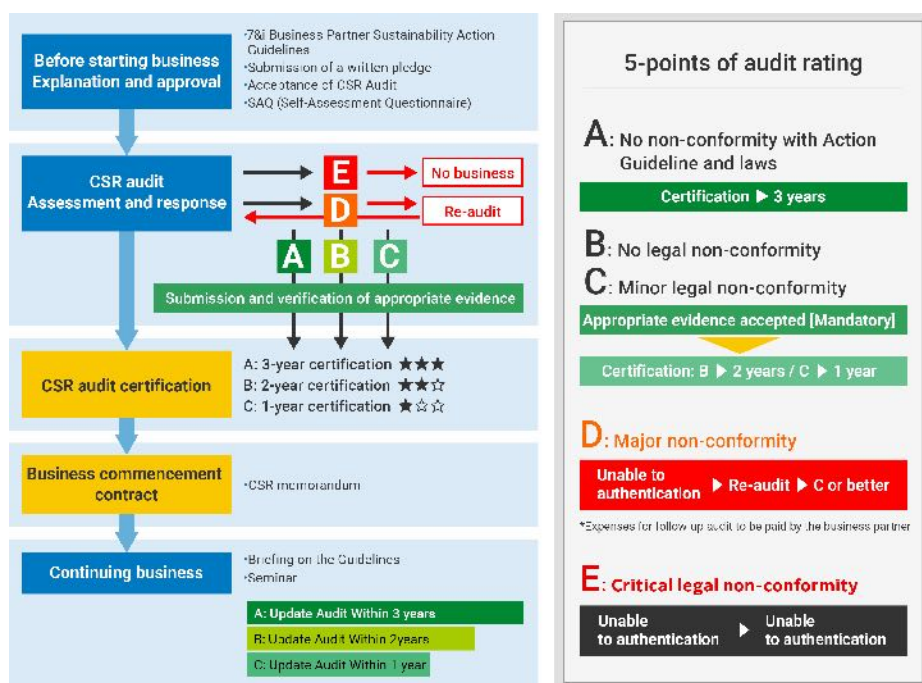 Before starting business
Explanation and approval
・7&i Business Partner Sustainability Action
Guidelines
・Submission of a written pledge
・Acceptance of CSR Audit
・SAQ (Self-Assessment Questionnaire)
CSR audit
Assessment and response
E
No business
D
Re-audit
A B C
Submission and verification of appropriate evidence
CSR audit certification
A: 3-year certification ★★★
B: 2-year certification ★★☆
C: 1-year certification ★☆☆
Business commencement
contract
・CSR memorandum
Continuing business
・Briefing on the Guidelines
・Seminar
A: Update Audit Within 3 years
B: Update Audit Within 2years
C: Update Audit Within 1 year
5-points of audit rating
A: No non-conformity with Action
Guideline and laws
Certification ▶ 3 years
B: No legal non-conformity
C: Minor legal non-conformity
Appropriate evidence accepted [Mandatory]
Certification: B ▶ 2 years / C ▶ 1 year
D: Major non-conformity
Unable to
authentication ▶ Re-audit ▶ C or better
*Expenses for follow up audit to be paid by the business partner
E: Critical legal non-conformity
Unable
to authentication ▶ Unable
to authentication